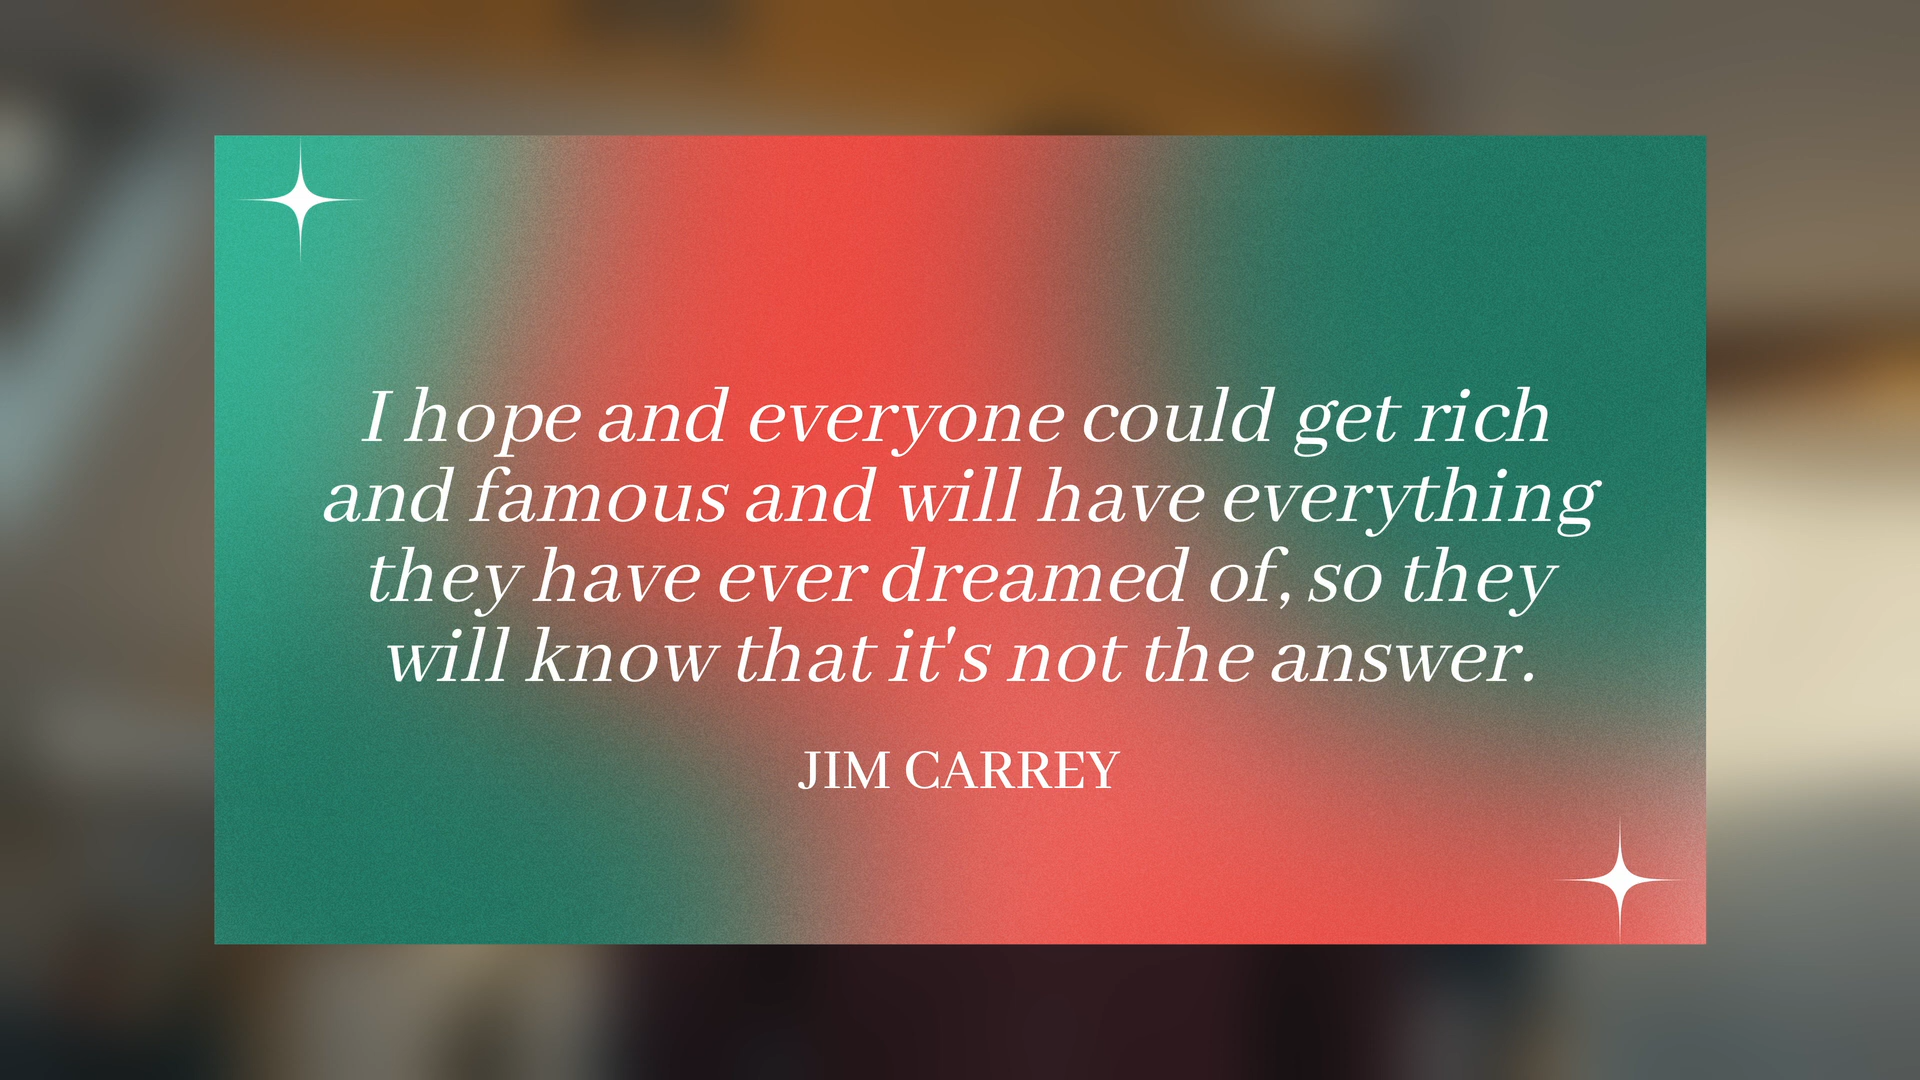 I hope and everyone could get rich
and famous and will have everything
they have ever dreamed of, so they
will know that it's not the answer.
JIM CARREY